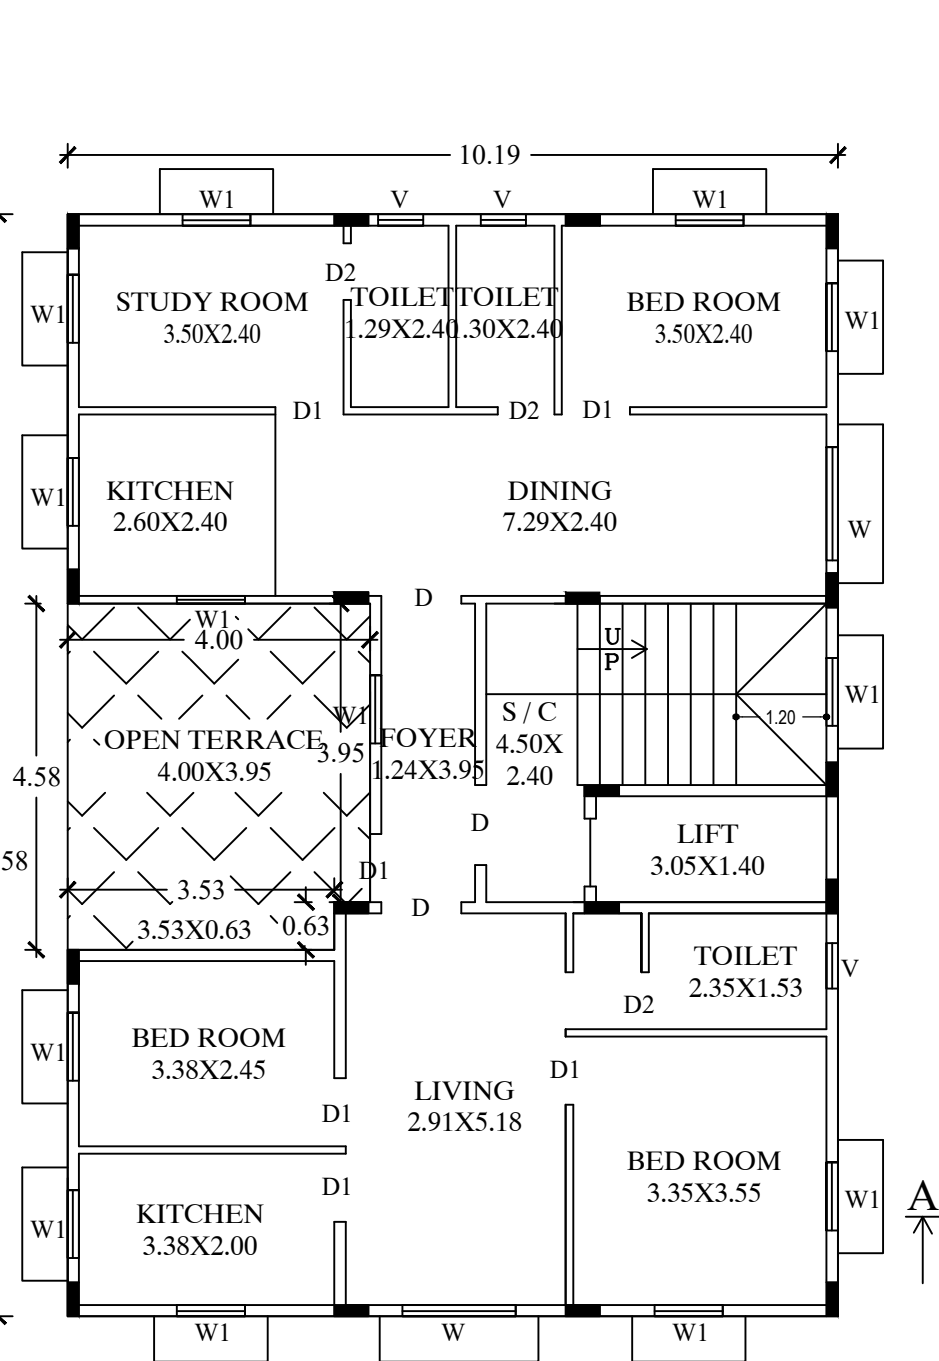 10.19
W1
V
V
W1
D2
STUDY ROOM
3.50X2.40
TOILET
1.29X2.40
TOILET
1.30X2.40
BED ROOM
3.50X2.40
W1
W1
D1
D2
D1
KITCHEN
2.60X2.40
W1
DINING
7.29X2.40
W
D
W1
4.00
UP
W1
W1
S / C
4.50X
2.40
1.20
OPEN TERRACE
4.00X3.95
3.95
FOYER
1.24X3.95
4.58
D
LIFT
3.05X1.40
58
D1
3.53
D
3.53X0.63
0.63
TOILET
2.35X1.53
V
D2
BED ROOM
3.38X2.45
W1
D1
LIVING
2.91X5.18
D1
BED ROOM
3.35X3.55
D1
KITCHEN
3.38X2.00
W1
W1
A
W1
W
W1